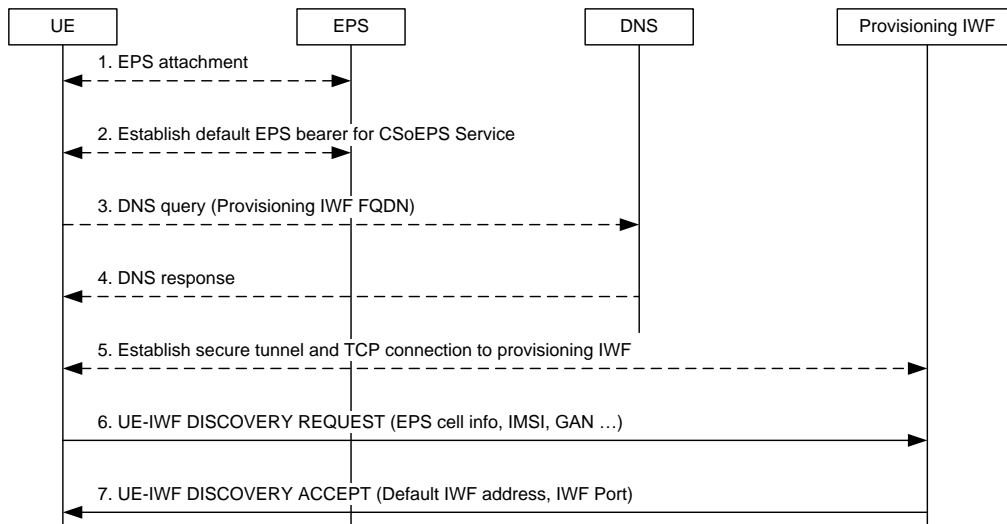 UE
EPS
DNS
Provisioning IWF
1. EPS attachment
2. Establish default EPS bearer for CSoEPS Service
3. DNS query (Provisioning IWF FQDN)
4. DNS response
5. Establish secure tunnel and TCP connection to provisioning IWF
6. UE-IWF DISCOVERY REQUEST (EPS cell info, IMSI, GAN …)
7. UE-IWF DISCOVERY ACCEPT (Default IWF address, IWF Port)